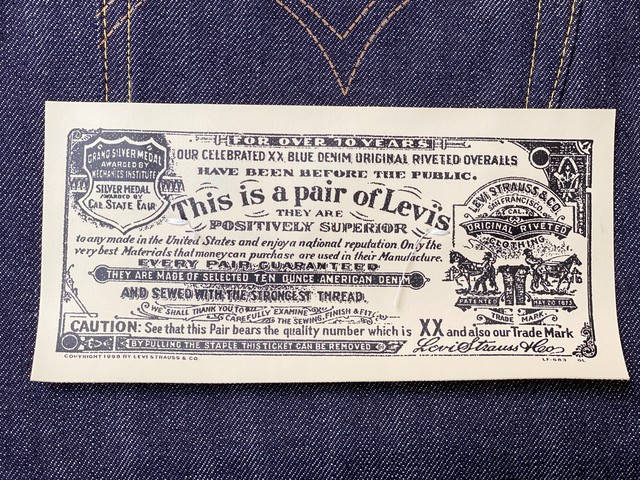 FOR OVER 70 YEARS
OUR CELEBRATED XX BLUE DENIM, ORIGINAL RIVETED OVERALLS
HAVE BEEN BEFORE THE PUBLIC.
GRAND SILVER MEDAL
AWARDED BY
MECHANICS INSTITUTE
SILVER MEDAL
AWARDED BY
CAL STATE FAIR
This is a pair of Levi's
THEY ARE
POSITIVELY SUPERIOR
to any made in the United States and enjoy a national reputation. Only the
very best Materials that money can purchase are used in their Manufacture.
EVERY PAIR GUARANTEED
THEY ARE MADE OF SELECTED TEN OUNCE AMERICAN DENIM
AND SEWED WITH THE STRONGEST THREAD.
WE SHALL THANK YOU TO CAREFULLY EXAMINE
THE SEWING, FINISH & FIT
LEVI STRAUSS & CO.
SAN FRANCISCO
CAL.
ORIGINAL RIVETED
CLOTHING
PATENTED MAY 20 1873
TRADE MARK
CAUTION: See that this Pair bears the quality number which is XX and also our Trade Mark
BY PULLING THE STAPLE THIS TICKET CAN BE REMOVED
Levi Strauss & Co
COPYRIGHT 1998 BY LEVI STRAUSS & CO